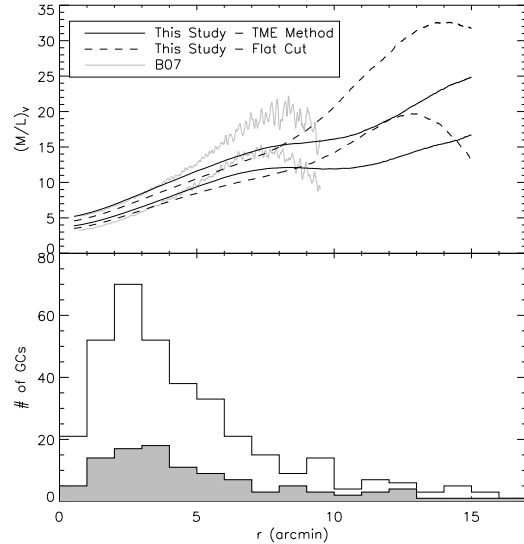 35
30
25
20
15
10
5
0
(M/L)v
This Study – TME Method
This Study – Flat Cut
B07
80
60
40
20
0
# of GCs
0 5 10 15
r (arcmin)